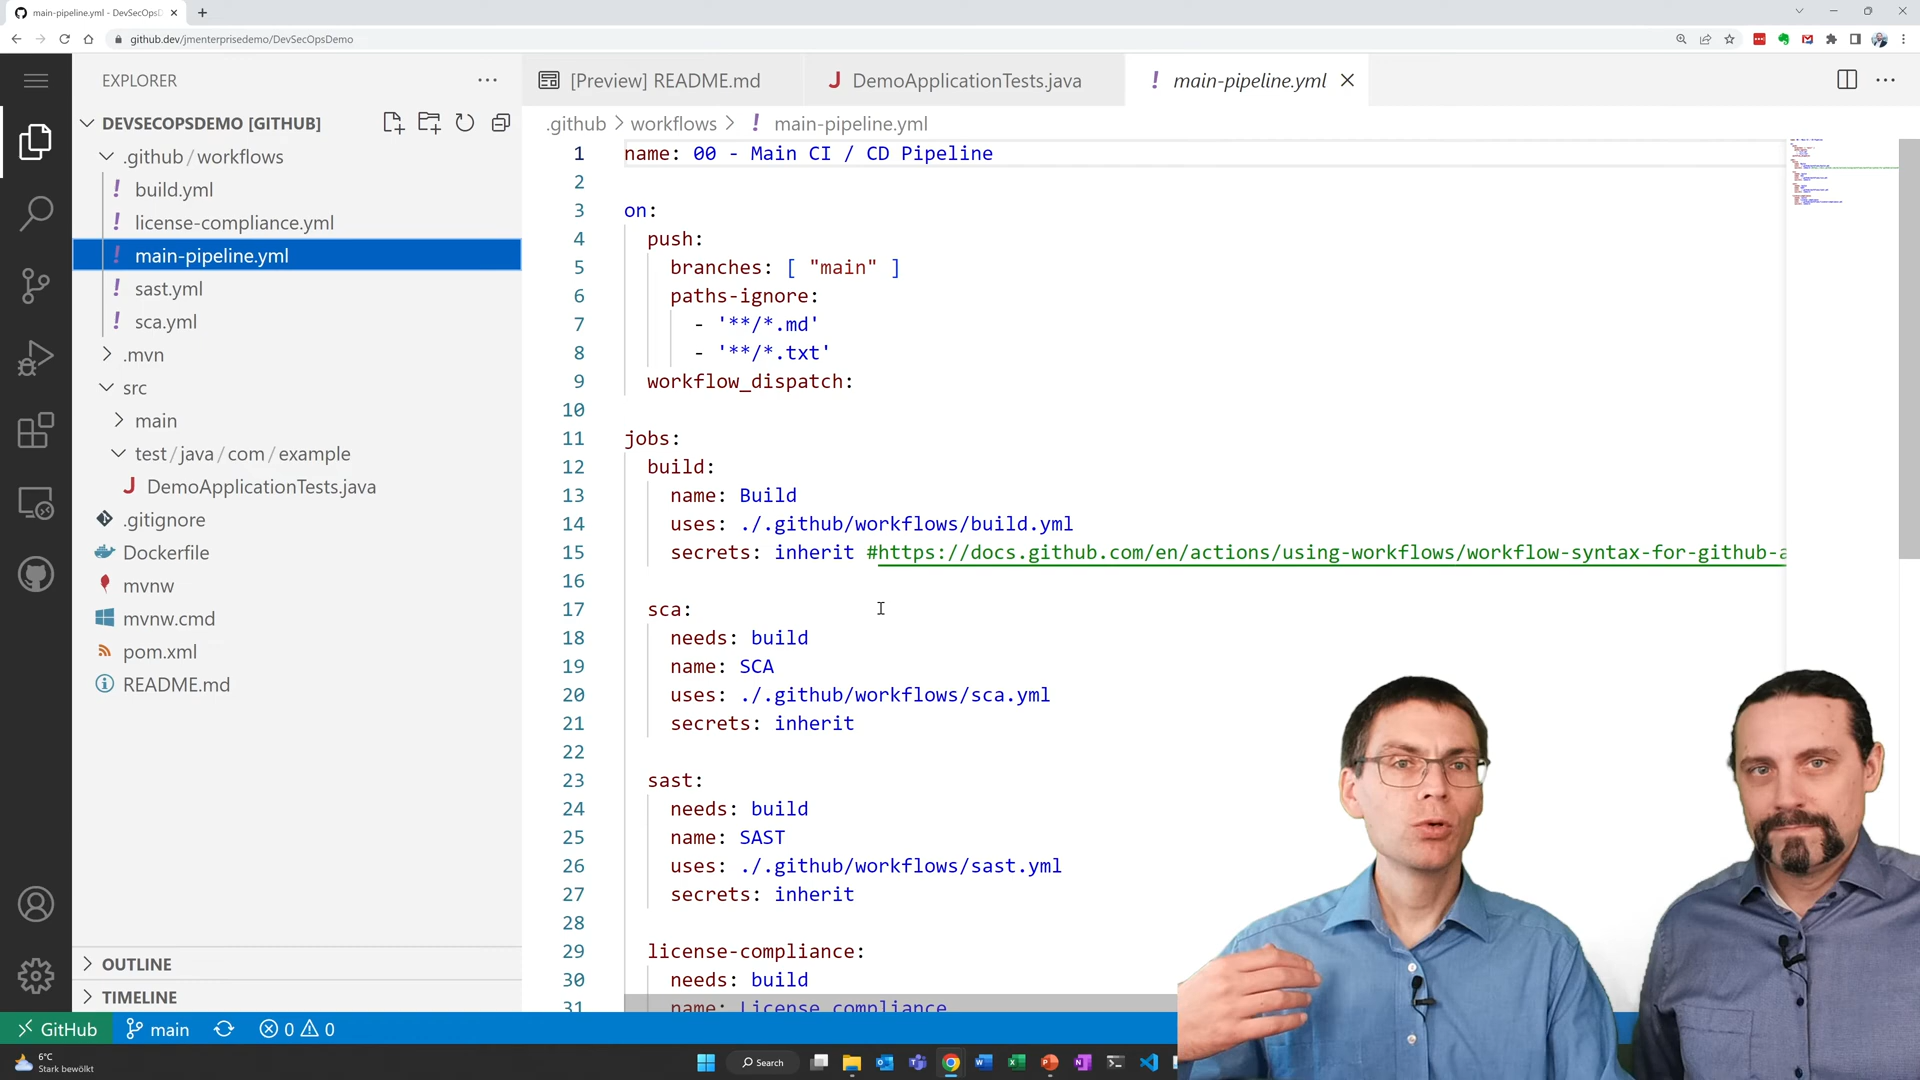 main-pipeline.yml - DevSecOpsD
github.dev/jmenterprisedemo/DevSecOpsDemo
EXPLORER
[Preview] README.md
DemoApplicationTests.java
main-pipeline.yml
DEVSECOPSDEMO [GITHUB]
.github > workflows > main-pipeline.yml
.github/workflows
build.yml
license-compliance.yml
main-pipeline.yml
sast.yml
sca.yml
.mvn
src
main
test/java/com/example
DemoApplicationTests.java
.gitignore
Dockerfile
mvnw
mvnw.cmd
pom.xml
README.md
OUTLINE
TIMELINE
1 name: 00 - Main CI / CD Pipeline
2
3 on:
4 push:
5 branches: [ "main" ]
6 paths-ignore:
7 - '**/*.md'
8 - '**/*.txt'
9 workflow_dispatch:
10
11 jobs:
12 build:
13 name: Build
14 uses: ./.github/workflows/build.yml
15 secrets: inherit #https://docs.github.com/en/actions/using-workflows/workflow-syntax-for-github-a
16
17 sca:
18 needs: build
19 name: SCA
20 uses: ./.github/workflows/sca.yml
21 secrets: inherit
22
23 sast:
24 needs: build
25 name: SAST
26 uses: ./.github/workflows/sast.yml
27 secrets: inherit
28
29 license-compliance:
30 needs: build
31 name: License compliance
GitHub
main
0
0
6°C
Stark bewölkt
Search